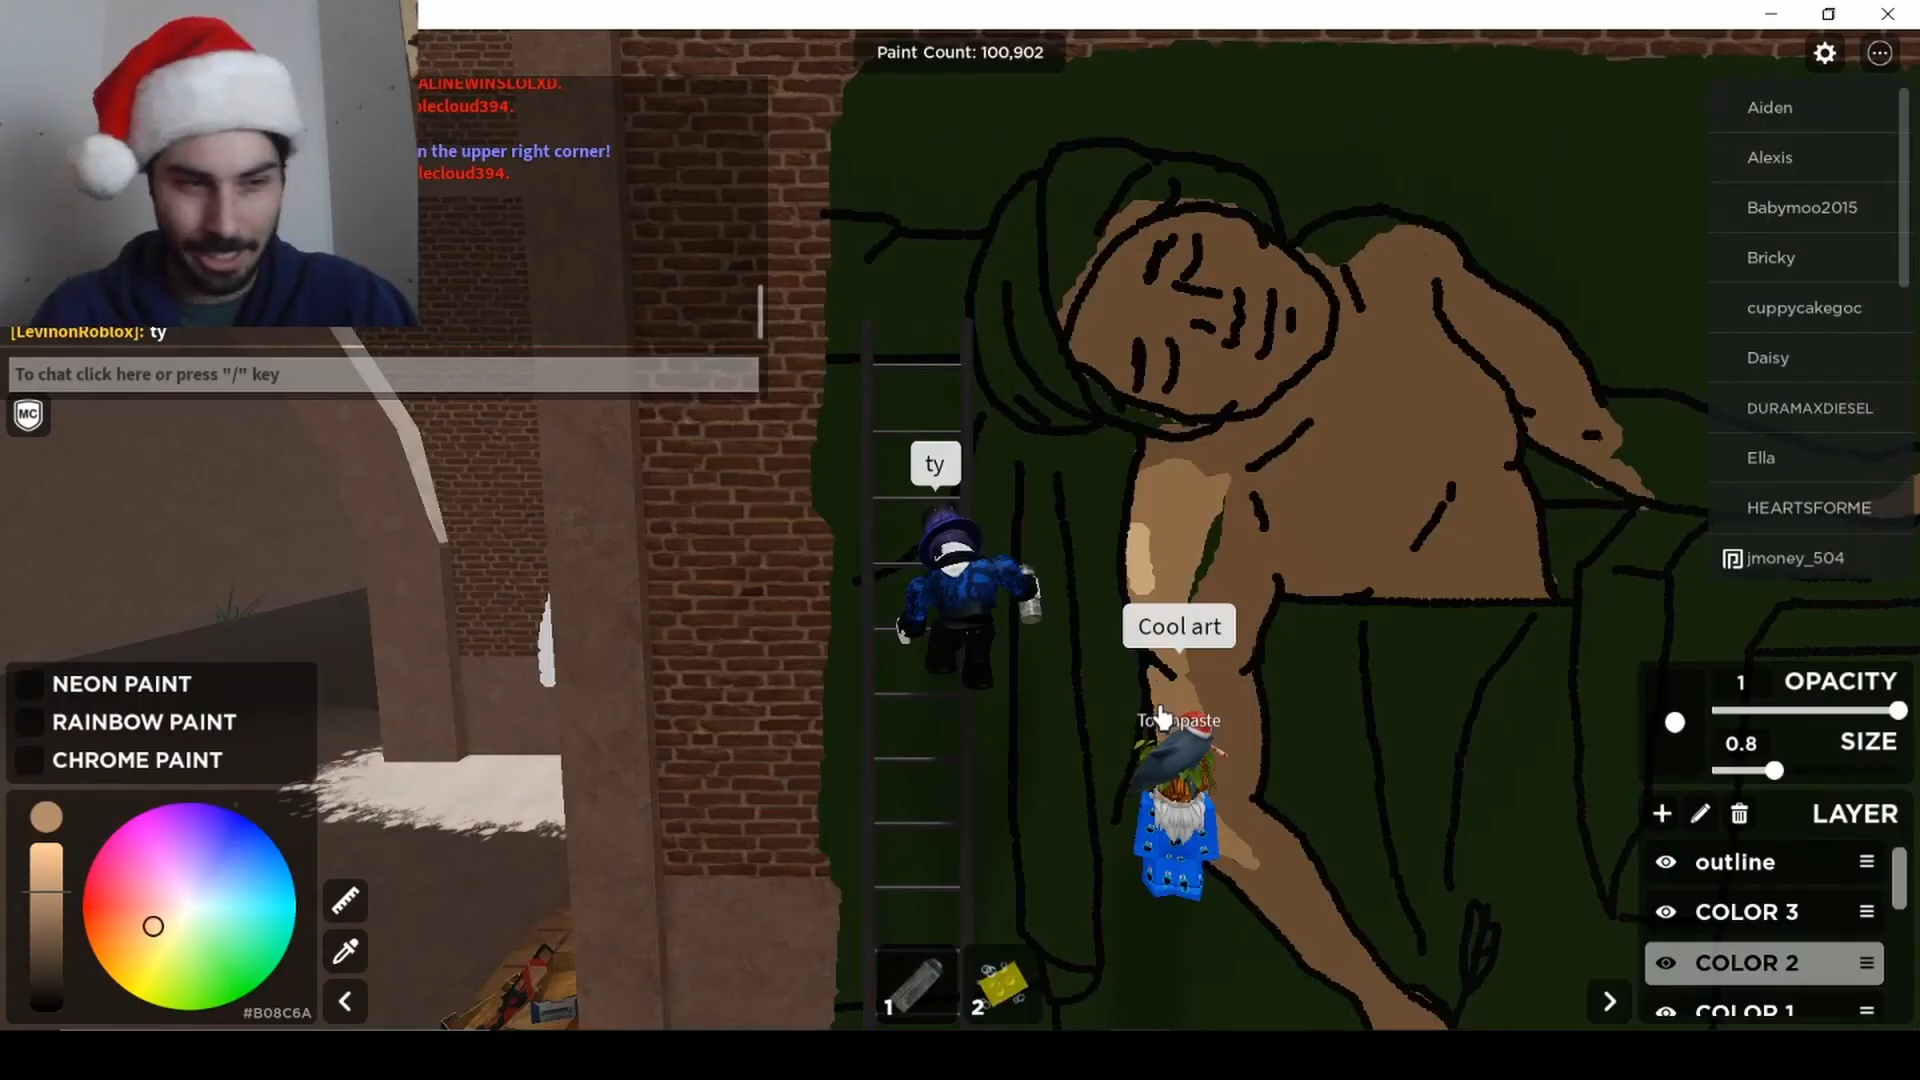 Paint Count: 100,902
ALINEWINSLOLXD.
lecloud394.
n the upper right corner!
lecloud394.
[LevinonRoblox]: ty
To chat click here or press "/" key
MC
ty
Cool art
Aiden
Alexis
Babymoo2015
Bricky
cuppycakegoc
Daisy
DURAMAXDIESEL
Ella
HEARTSFORME
jmoney_504
NEON PAINT
RAINBOW PAINT
CHROME PAINT
#B08C6A
1
2
1 OPACITY
0.8 SIZE
LAYER
outline
COLOR 3
COLOR 2
COLOR 1